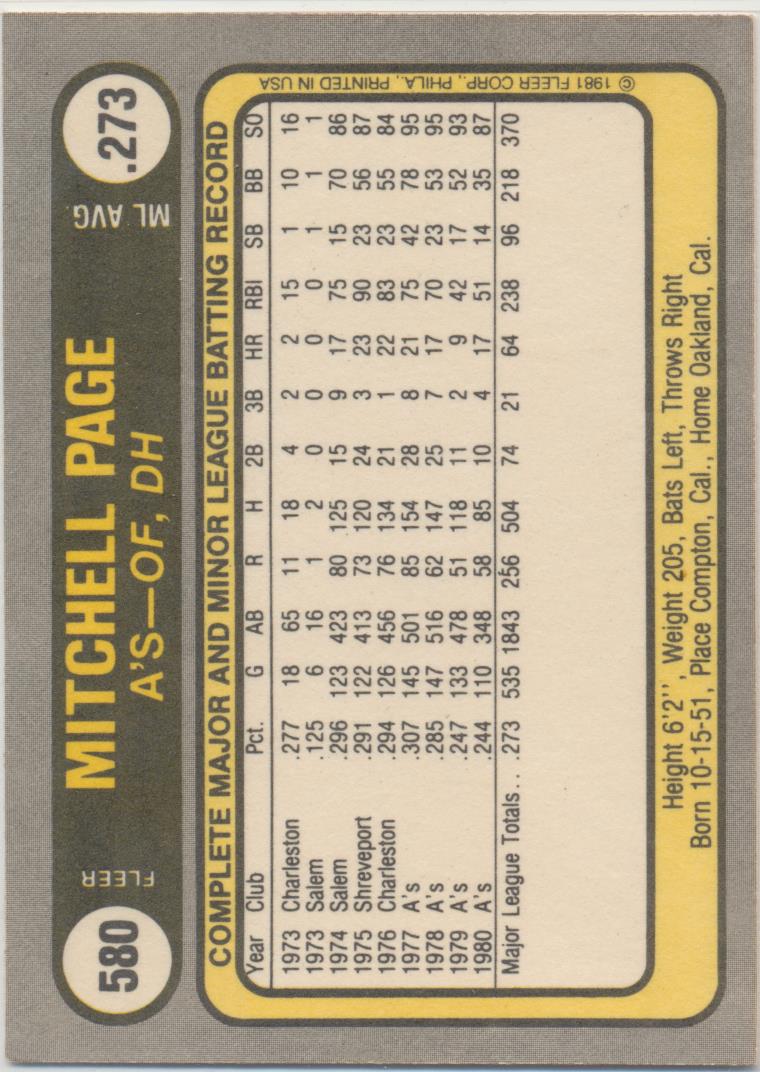 580
FLEER
MITCHELL PAGE
A'S—OF, DH
ML AVG.
.273
COMPLETE MAJOR AND MINOR LEAGUE BATTING RECORD
Year Club Pct. G AB R H 2B 3B HR RBI SB BB SO
1973 Charleston .277 18 65 11 18 4 2 2 15 1 10 16
1973 Salem .125 6 16 1 2 0 0 0 0 1 1 1
1974 Salem .296 123 423 80 125 15 9 17 75 15 70 86
1975 Shreveport .291 122 413 73 120 24 3 23 90 23 56 87
1976 Charleston .294 126 456 76 134 21 1 22 83 23 55 84
1977 A's .307 145 501 85 154 28 8 21 75 42 78 95
1978 A's .285 147 516 62 147 25 7 17 70 23 53 95
1979 A's .247 133 478 51 118 11 2 9 42 17 52 93
1980 A's .244 110 348 58 85 10 4 17 51 14 35 87
Major League Totals . . .273 535 1843 256 504 74 21 64 238 96 218 370
Height 6'2'', Weight 205, Bats Left, Throws Right
Born 10-15-51, Place Compton, Cal., Home Oakland, Cal.
© 1981 FLEER CORP., PHILA., PRINTED IN USA